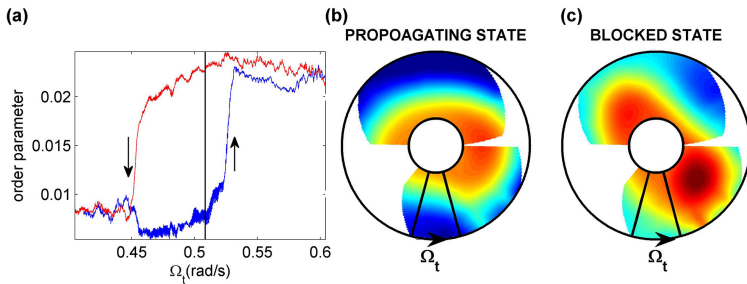 (a)
order parameter
0.02
0.015
0.01
0.45
0.5
0.55
0.6
Ωt(rad/s)
(b)
PROPOAGATING STATE
Ωt
(c)
BLOCKED STATE
Ωt